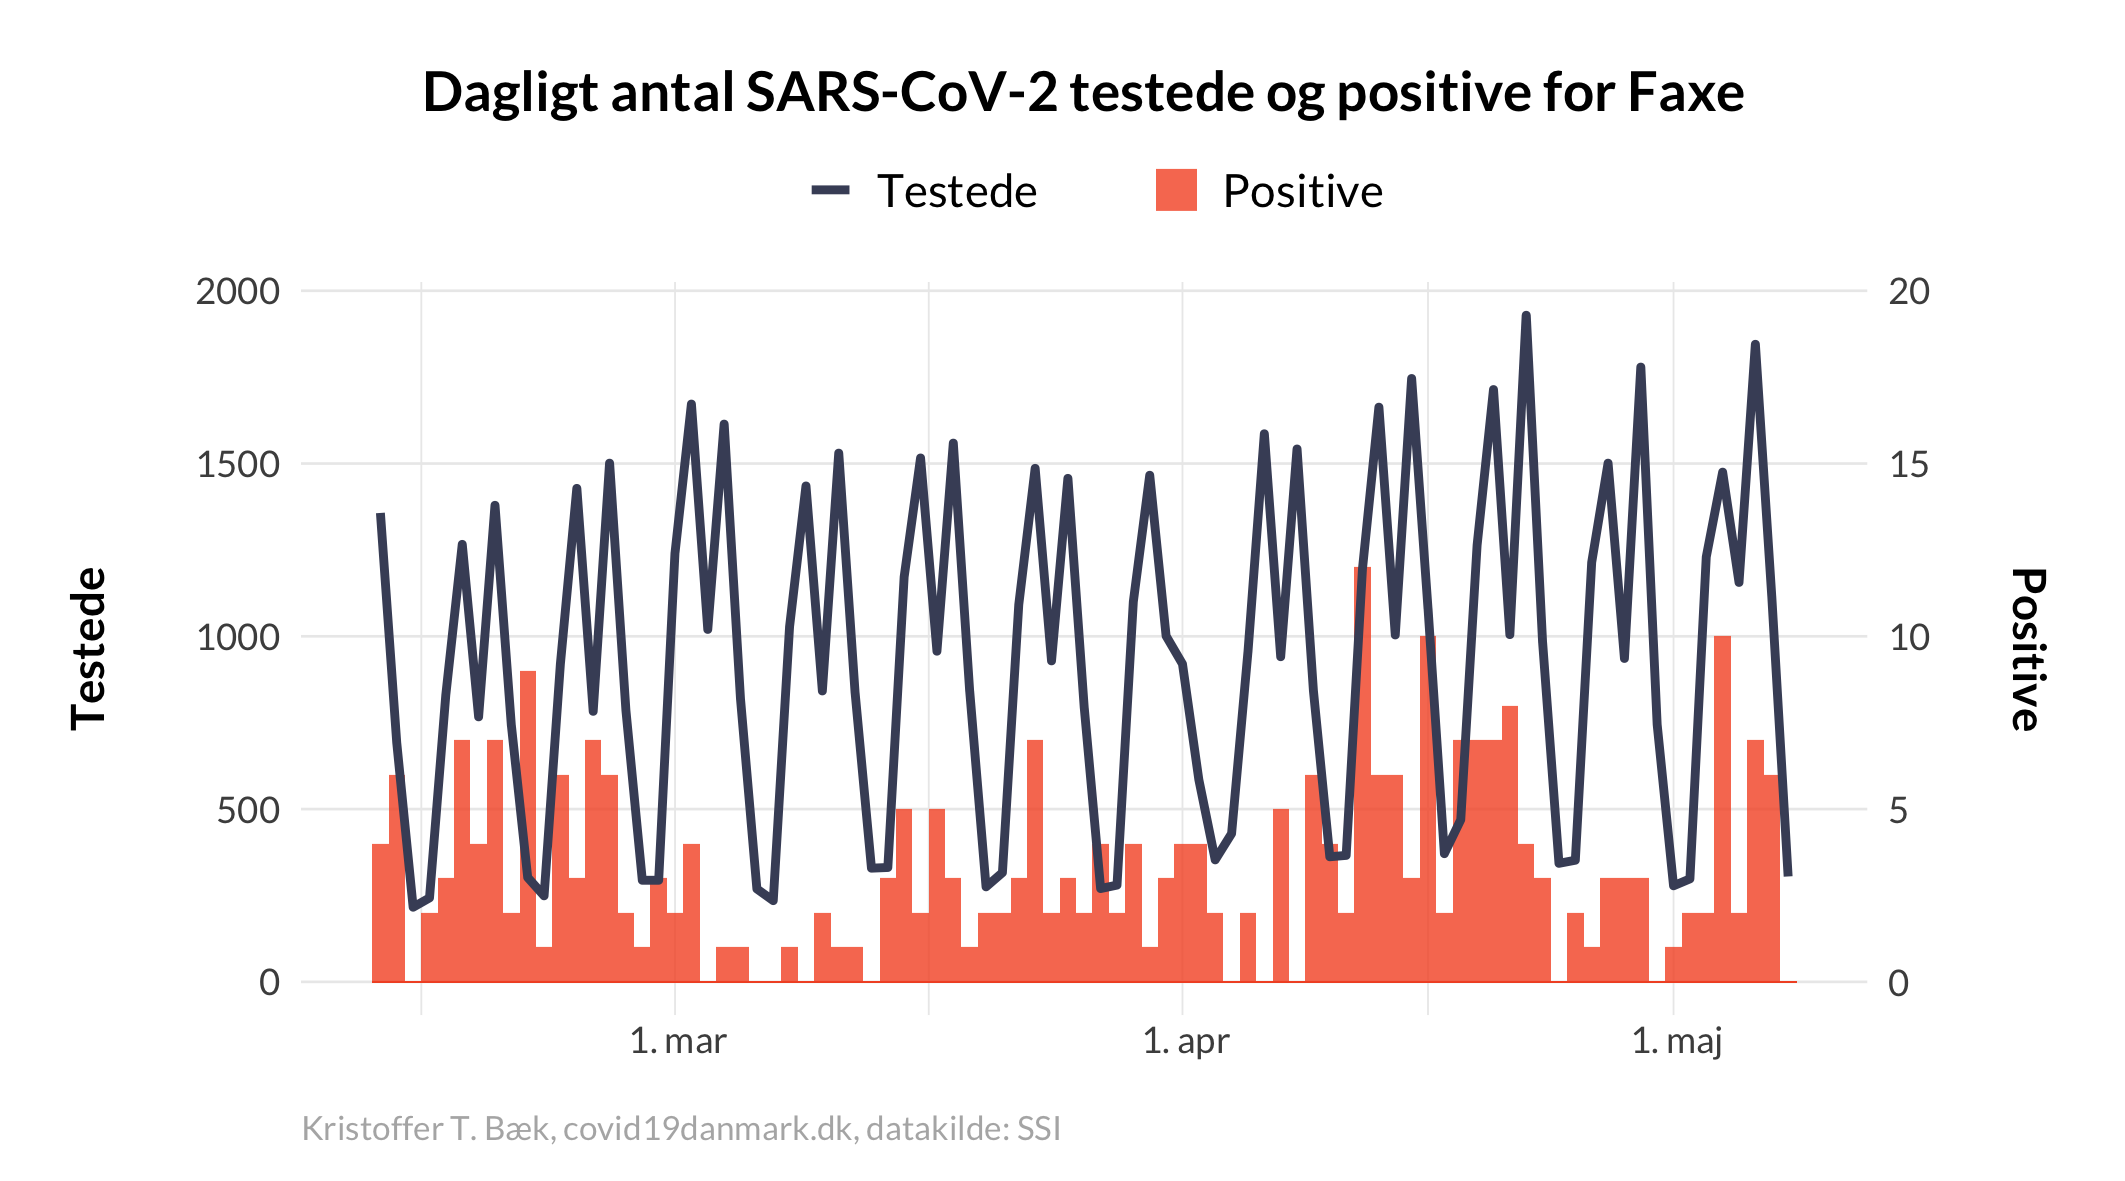 Dagligt antal SARS-CoV-2 testede og positive for Faxe
Testede Positive
2000 20
1500 15
1000 10
500 5
0 0
Testede
Positive
1. mar 1. apr 1. maj
Kristoffer T. Bæk, covid19danmark.dk, datakilde: SSI